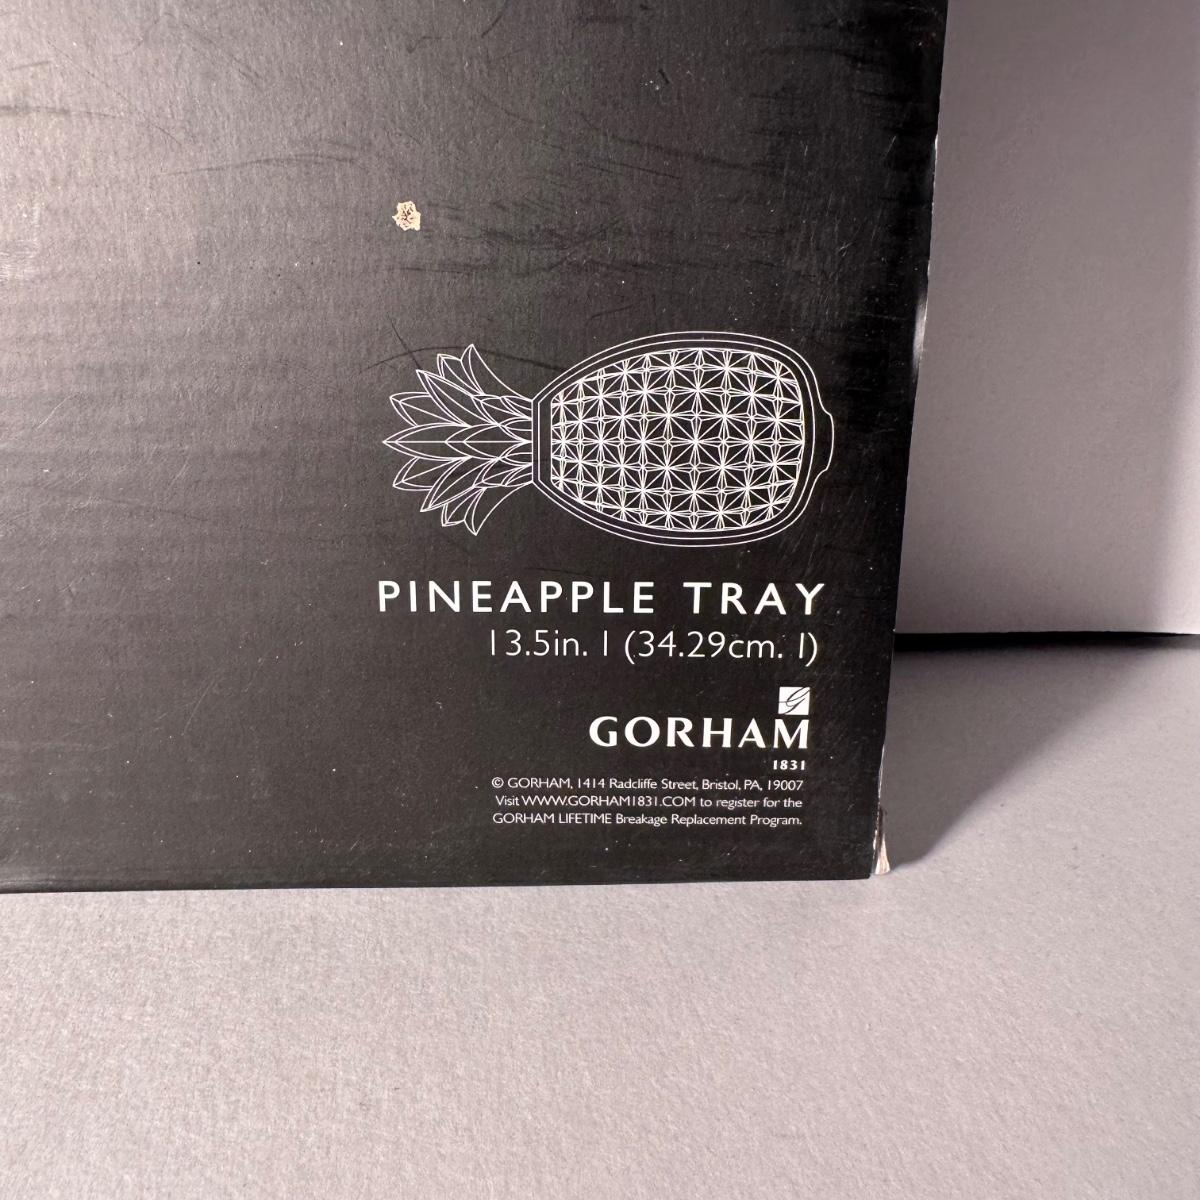 PINEAPPLE TRAY
13.5in. l (34.29cm. l)
GORHAM
1831
© GORHAM, 1414 Radcliffe Street, Bristol, PA, 19007
Visit WWW.GORHAM1831.COM to register for the
GORHAM LIFETIME Breakage Replacement Program.